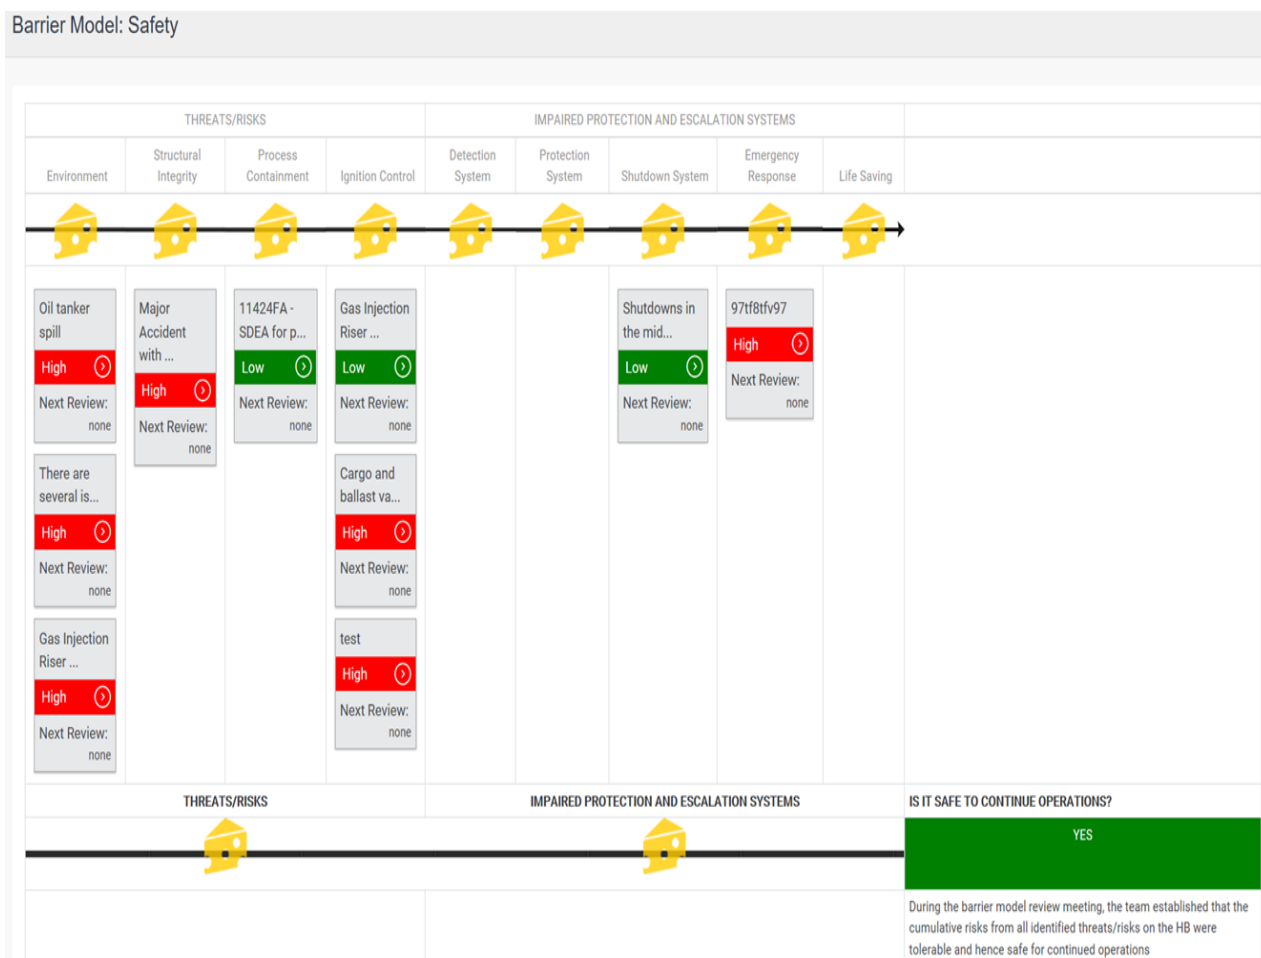 Barrier Model: Safety
THREATS/RISKS
IMPAIRED PROTECTION AND ESCALATION SYSTEMS
Environment
Structural
Integrity
Process
Containment
Ignition Control
Detection
System
Protection
System
Shutdown System
Emergency
Response
Life Saving
Oil tanker
spill
High
Next Review:
none
There are
several is...
High
Next Review:
none
Gas Injection
Riser ...
High
Next Review:
none
Major
Accident
with ...
High
Next Review:
none
11424FA -
SDEA for p...
Low
Next Review:
none
Gas Injection
Riser ...
Low
Next Review:
none
Cargo and
ballast va...
High
Next Review:
none
test
High
Next Review:
none
Shutdowns in
the mid...
Low
Next Review:
none
97tf8tfv97
High
Next Review:
none
THREATS/RISKS
IMPAIRED PROTECTION AND ESCALATION SYSTEMS
IS IT SAFE TO CONTINUE OPERATIONS?
YES
During the barrier model review meeting, the team established that the
cumulative risks from all identified threats/risks on the HB were
tolerable and hence safe for continued operations